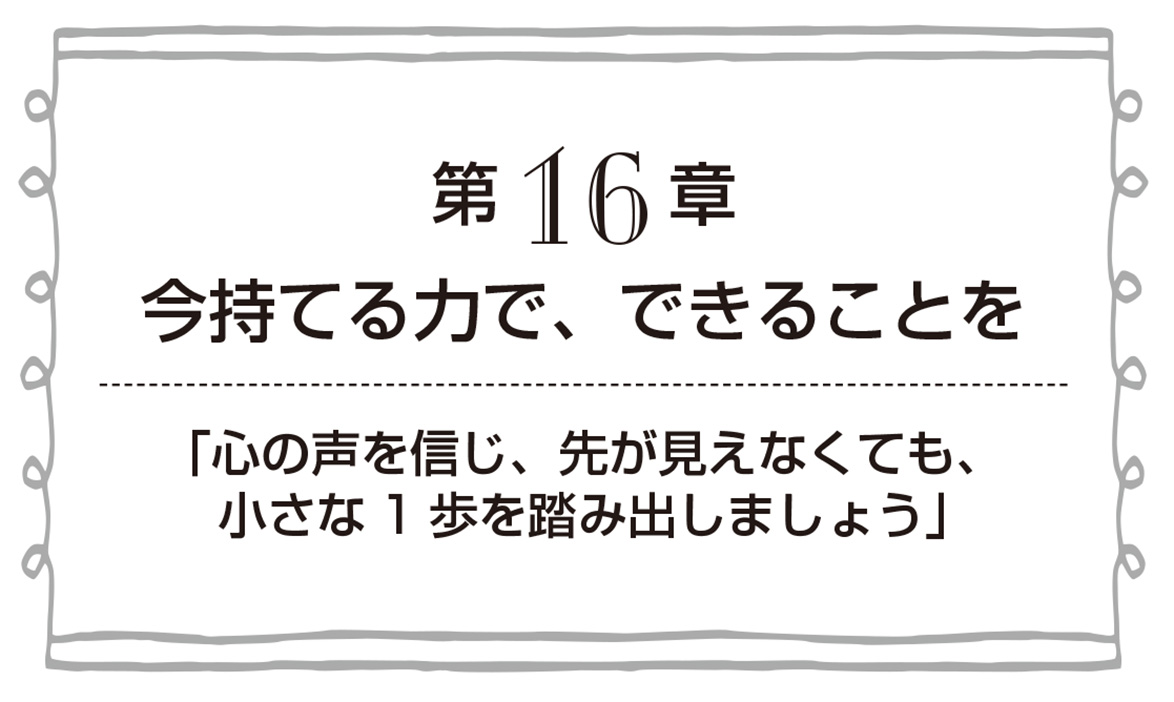 第16章
今持てる力で、できることを
「心の声を信じ、先が見えなくても、
小さな1歩を踏み出しましょう」